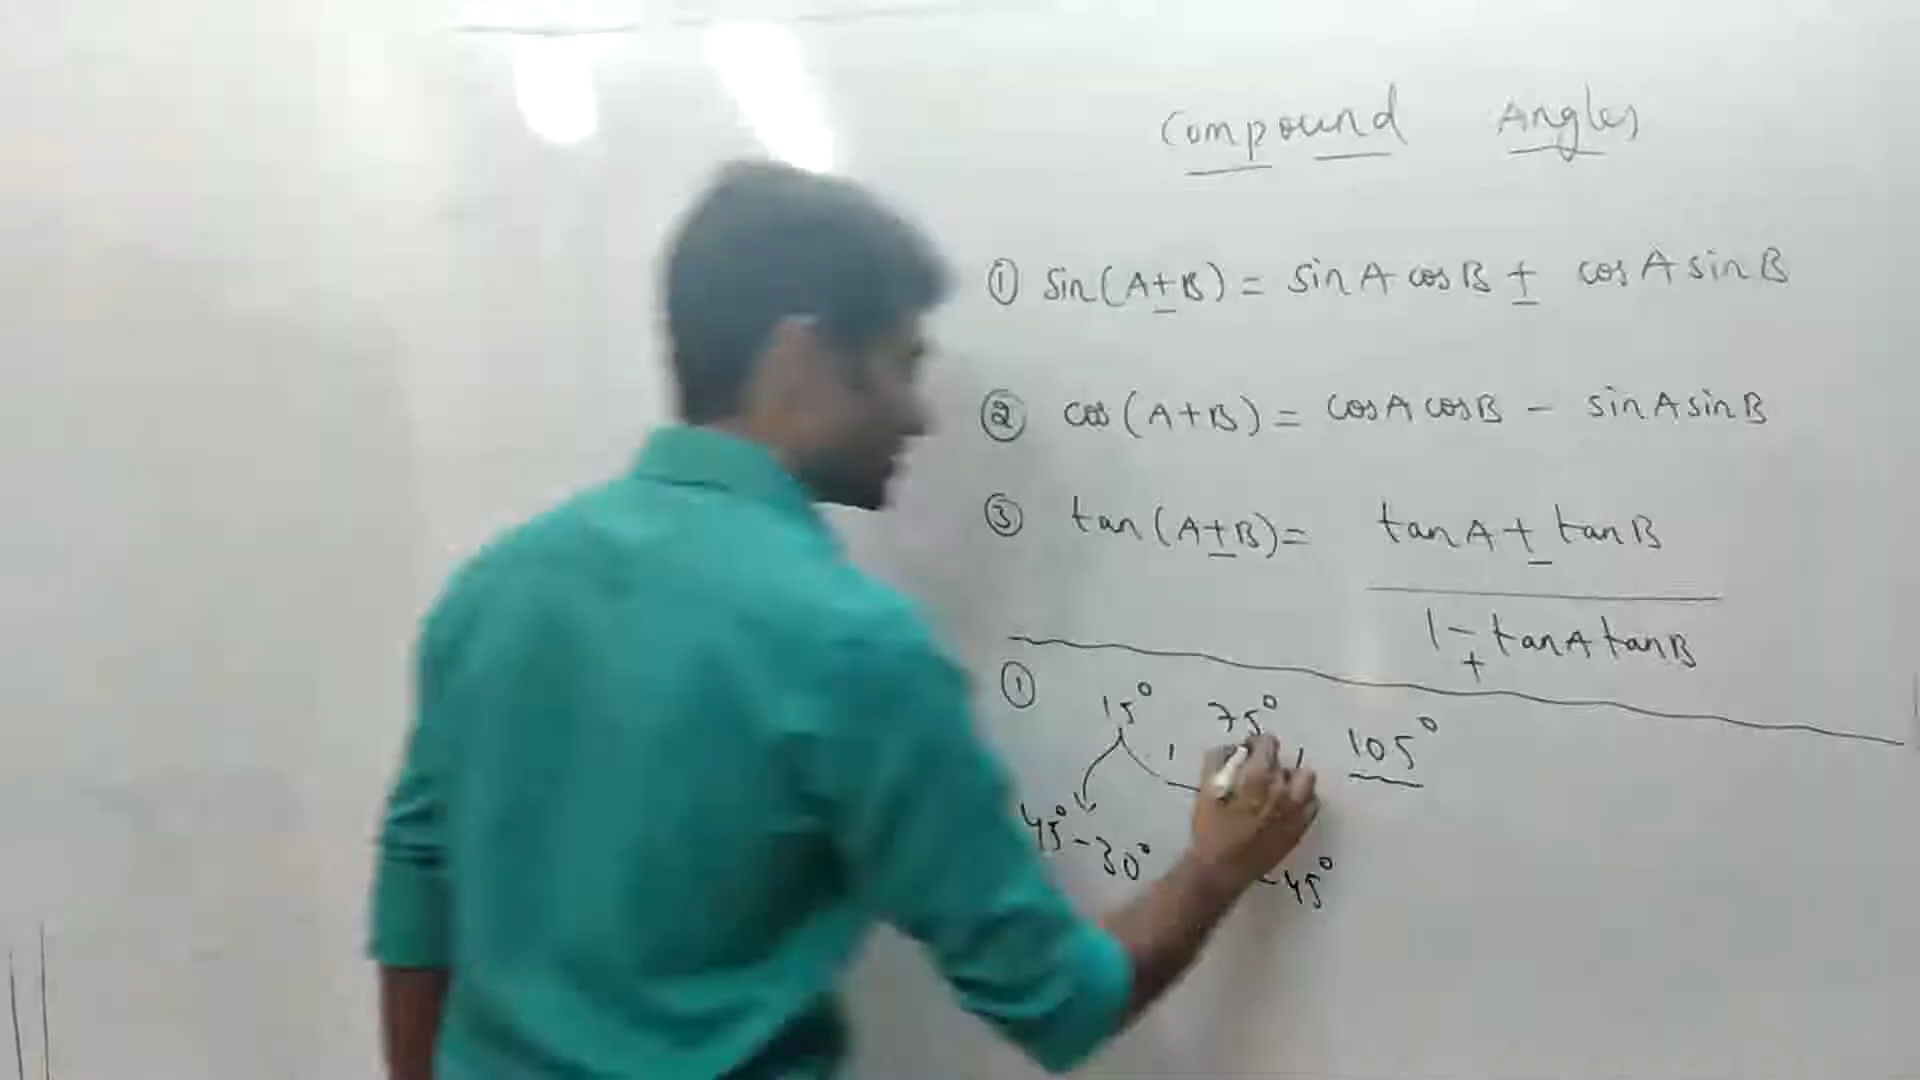 Compound Angles
① sin(A±B) = sinA cosB ± cosA sinB
② cos(A+B) = cosA cosB - sinA sinB
③ tan(A±B) = tanA ± tanB
1 ∓ tanA tanB
① 15° 75° 105°
45° - 30° - 45°